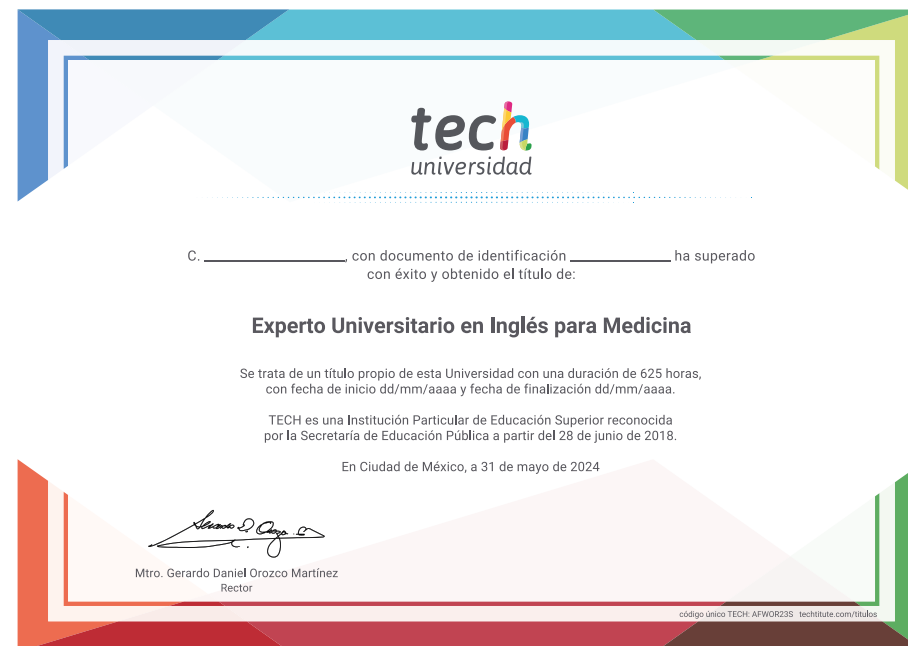 tech
universidad
C. ____________, con documento de identificación ____________ ha superado
con éxito y obtenido el título de:
Experto Universitario en Inglés para Medicina
Se trata de un título propio de esta Universidad con una duración de 625 horas,
con fecha de inicio dd/mm/aaaa y fecha de finalización dd/mm/aaaa.
TECH es una Institución Particular de Educación Superior reconocida
por la Secretaría de Educación Pública a partir del 28 de junio de 2018.
En Ciudad de México, a 31 de mayo de 2024
Mtro. Gerardo Daniel Orozco Martínez
Rector
código único TECH: AFWOR23S techtitute.com/titulos